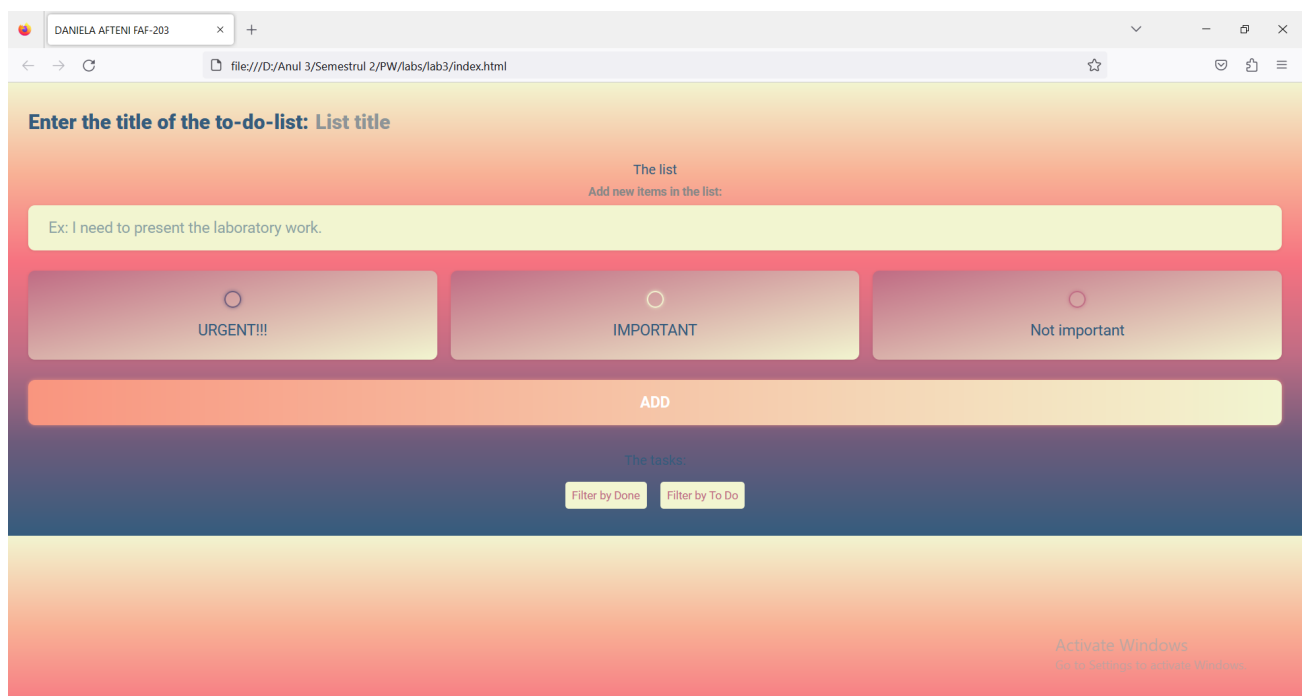 DANIELA AFTENI FAF-203
file:///D:/Anul 3/Semestrul 2/PW/labs/lab3/index.html
Enter the title of the to-do-list: List title
The list
Add new items in the list:
Ex: I need to present the laboratory work.
URGENT!!! IMPORTANT Not important
ADD
The tasks:
Filter by Done Filter by To Do
Activate Windows
Go to Settings to activate Windows.